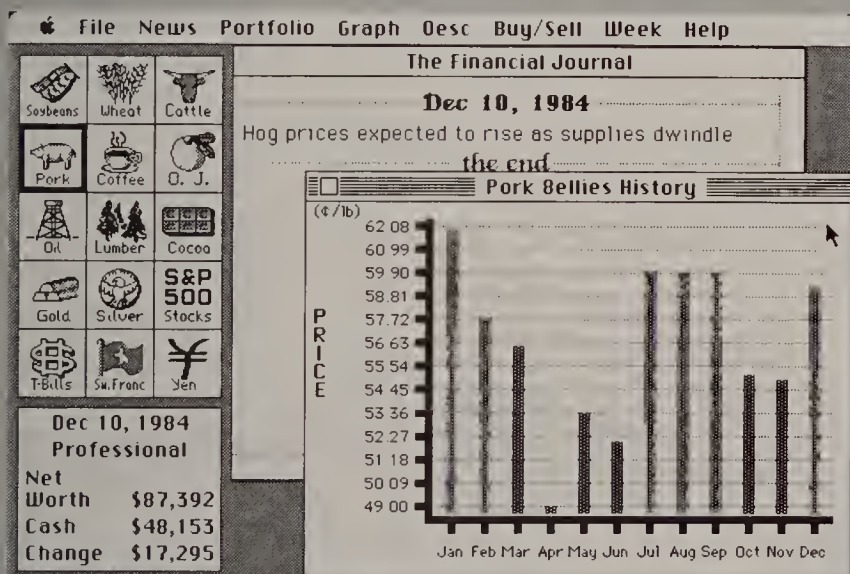 File News Portfolio Graph Oesc Buy/Sell Week Help
Soybeans Wheat Cattle
Pork Coffee O. J.
Oil Lumber Cocoa
Gold Silver S&P 500 Stocks
T-Bills Sw.Franc Yen
Dec 10, 1984
Professional
Net
Worth $87,392
Cash $48,153
Change $17,295
The Financial Journal
Dec 10, 1984
Hog prices expected to rise as supplies dwindle
the end
Pork Bellies History
(¢/lb)
PRICE
62 08
60 99
59 90
58.81
57.72
56 63
55 54
54 45
53 36
52.27
51 18
50 09
49 00
Jan Feb Mar Apr May Jun Jul Aug Sep Oct Nov Dec